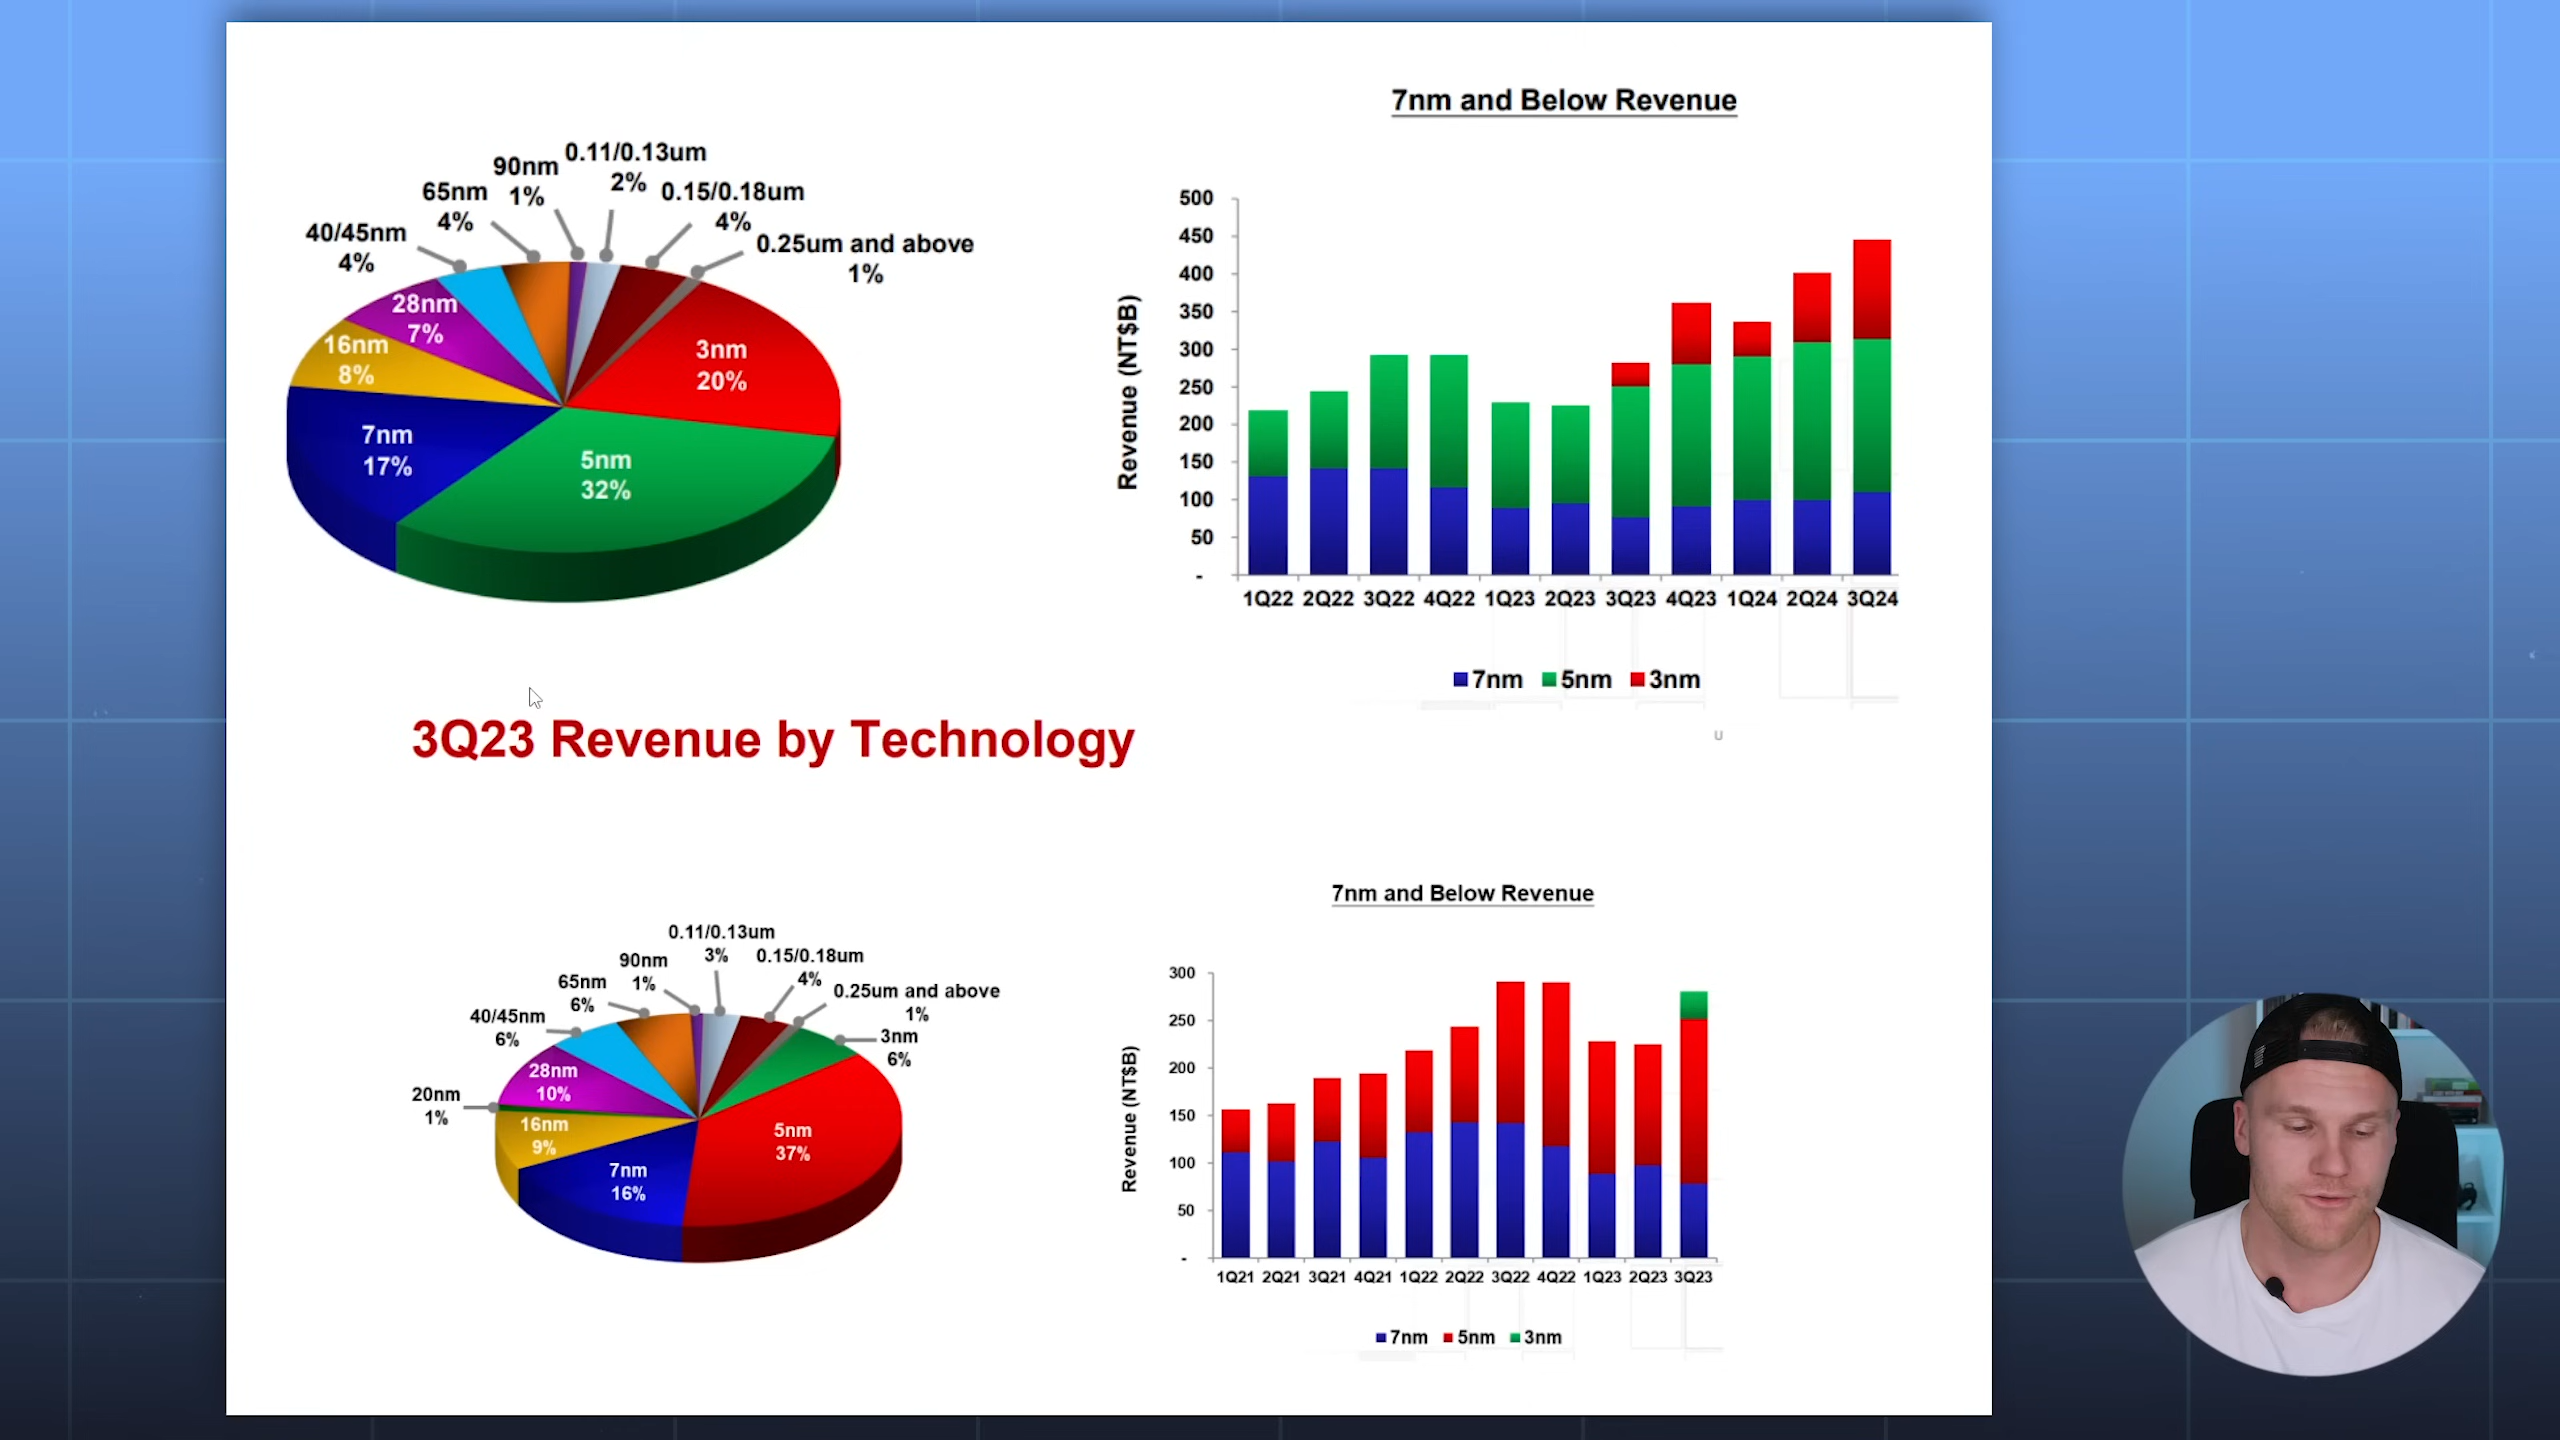 7nm and Below Revenue
0.11/0.13um
2%
90nm
1%
65nm
4%
0.15/0.18um
4%
40/45nm
4%
0.25um and above
1%
28nm
7%
16nm
8%
3nm
20%
7nm
17%
5nm
32%
Revenue (NT$B)
500
450
400
350
300
250
200
150
100
50
-
1Q22 2Q22 3Q22 4Q22 1Q23 2Q23 3Q23 4Q23 1Q24 2Q24 3Q24
7nm 5nm 3nm
3Q23 Revenue by Technology
U
7nm and Below Revenue
0.11/0.13um
3%
90nm
1%
0.15/0.18um
4%
65nm
6%
0.25um and above
1%
40/45nm
6%
3nm
6%
28nm
10%
20nm
1%
16nm
9%
5nm
37%
7nm
16%
Revenue (NT$B)
300
250
200
150
100
50
-
1Q21 2Q21 3Q21 4Q21 1Q22 2Q22 3Q22 4Q22 1Q23 2Q23 3Q23
7nm 5nm 3nm